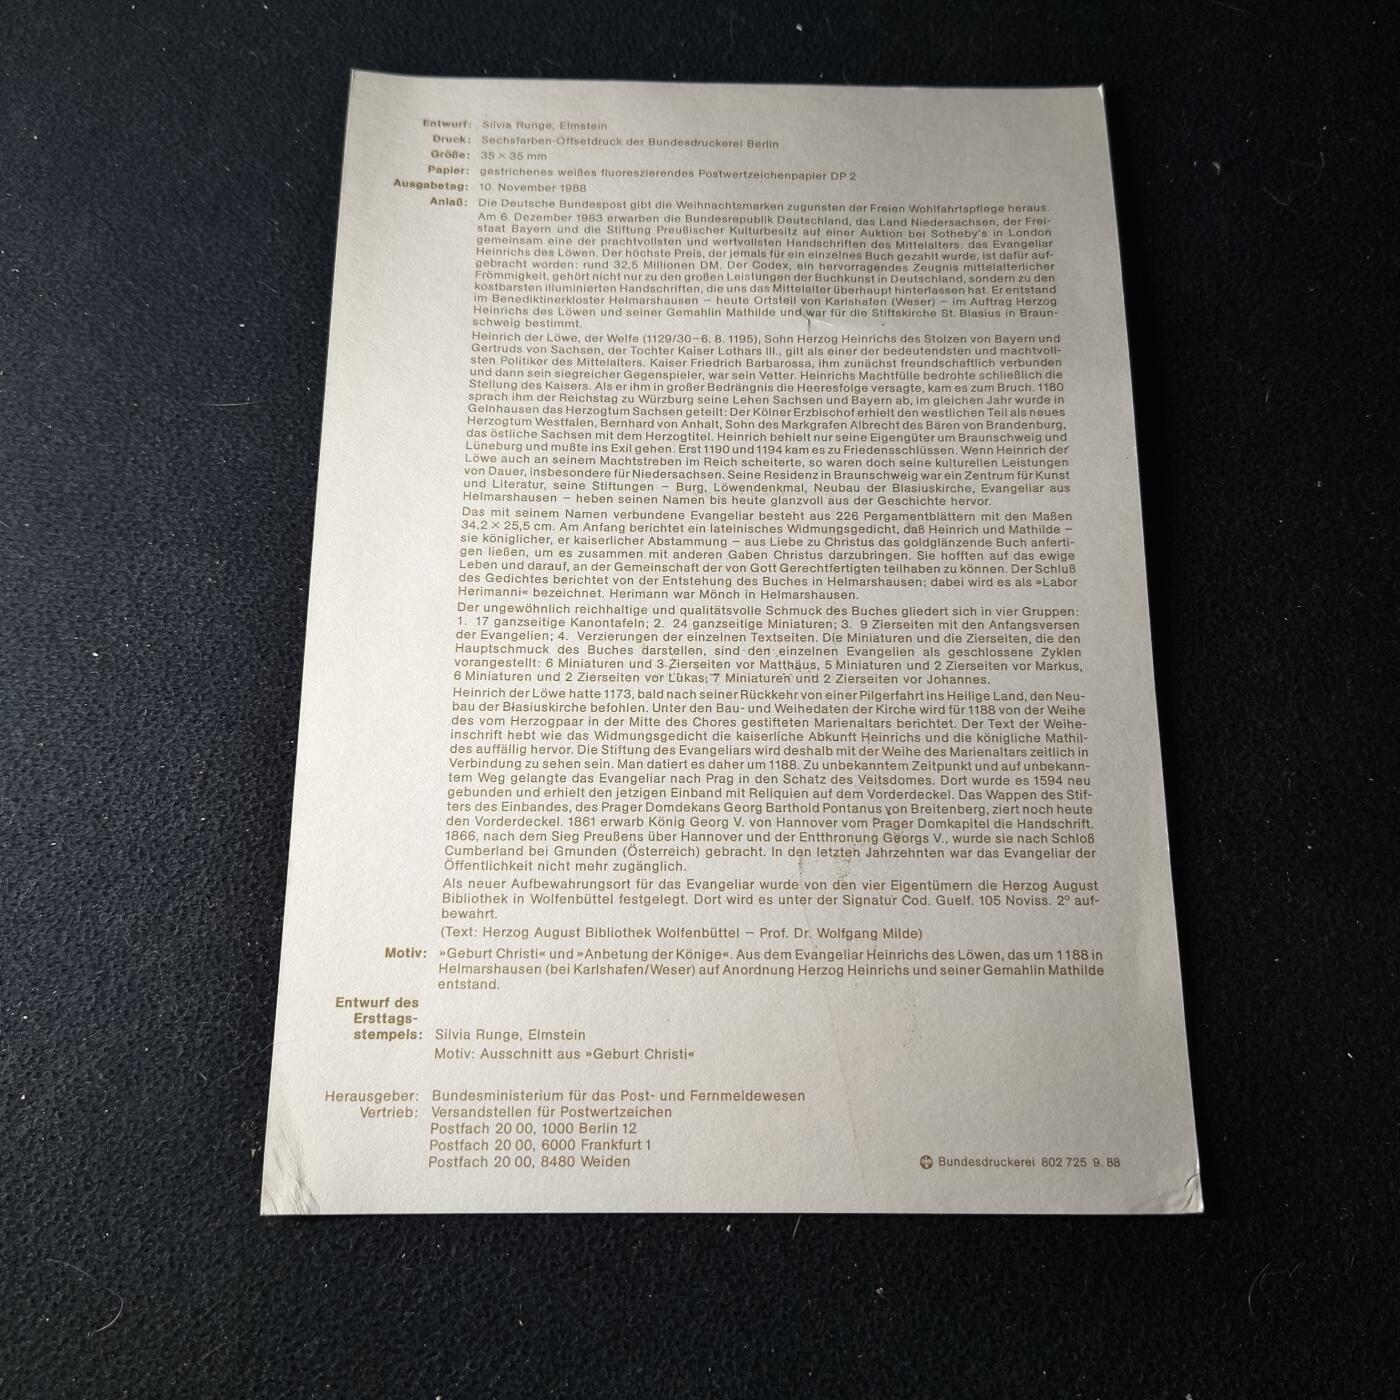 Entwurf: Silvia Runge, Elmstein
Druck: Sechsfarben-Offsetdruck der Bundesdruckerei Berlin
Größe: 35 × 35 mm
Papier: gestrichenes weißes fluoreszierendes Postwertzeichenpapier DP 2
Ausgabetag: 10. November 1988
Anlaß: Die Deutsche Bundespost gibt die Weihnachtsmarken zugunsten der Freien Wohlfahrtspflege heraus.
Am 6. Dezember 1983 erwarben die Bundesrepublik Deutschland, das Land Niedersachsen, der Frei-
staat Bayern und die Stiftung Preußischer Kulturbesitz auf einer Auktion bei Sotheby's in London
gemeinsam eine der prachtvollsten und wertvollsten Handschriften des Mittelalters: das Evangeliar
Heinrichs des Löwen. Der höchste Preis, der jemals für ein einzelnes Buch gezahlt wurde, ist dafür auf-
gebracht worden: rund 32,5 Millionen DM. Der Codex, ein hervorragendes Zeugnis mittelalterlicher
Frömmigkeit, gehört nicht nur zu den großen Leistungen der Buchkunst in Deutschland, sondern zu den
kostbarsten illuminierten Handschriften, die uns das Mittelalter überhaupt hinterlassen hat. Er entstand
im Benediktinerkloster Helmarshausen – heute Ortsteil von Karlshafen (Weser) – im Auftrag Herzog
Heinrichs des Löwen und seiner Gemahlin Mathilde und war für die Stiftskirche St. Blasius in Braun-
schweig bestimmt.
Heinrich der Löwe, der Welfe (1129/30–6. 8. 1195), Sohn Herzog Heinrichs des Stolzen von Bayern und
Gertruds von Sachsen, der Tochter Kaiser Lothars III., gilt als einer der bedeutendsten und machtvoll-
sten Politiker des Mittelalters. Kaiser Friedrich Barbarossa, ihm zunächst freundschaftlich verbunden
und dann sein siegreicher Gegenspieler, war sein Vetter. Heinrichs Machtfülle bedrohte schließlich die
Stellung des Kaisers. Als er ihm in großer Bedrängnis die Heeresfolge versagte, kam es zum Bruch. 1180
sprach ihm der Reichstag zu Würzburg seine Lehen Sachsen und Bayern ab, im gleichen Jahr wurde in
Gelnhausen das Herzogtum Sachsen geteilt: Der Kölner Erzbischof erhielt den westlichen Teil als neues
Herzogtum Westfalen, Bernhard von Anhalt, Sohn des Markgrafen Albrecht des Bären von Brandenburg,
das östliche Sachsen mit dem Herzogtitel. Heinrich behielt nur seine Eigengüter um Braunschweig und
Lüneburg und mußte ins Exil gehen. Erst 1190 und 1194 kam es zu Friedensschlüssen. Wenn Heinrich der
Löwe auch an seinem Machtstreben im Reich scheiterte, so waren doch seine kulturellen Leistungen
von Dauer, insbesondere für Niedersachsen. Seine Residenz in Braunschweig war ein Zentrum für Kunst
und Literatur, seine Stiftungen – Burg, Löwendenkmal, Neubau der Blasiuskirche, Evangeliar aus
Helmarshausen – heben seinen Namen bis heute glanzvoll aus der Geschichte hervor.
Das mit seinem Namen verbundene Evangeliar besteht aus 226 Pergamentblättern mit den Maßen
34,2 × 25,5 cm. Am Anfang berichtet ein lateinisches Widmungsgedicht, daß Heinrich und Mathilde –
sie königlicher, er kaiserlicher Abstammung – aus Liebe zu Christus das goldglänzende Buch anferti-
gen ließen, um es zusammen mit anderen Gaben Christus darzubringen. Sie hofften auf das ewige
Leben und darauf, an der Gemeinschaft der von Gott Gerechtfertigten teilhaben zu können. Der Schluß
des Gedichtes berichtet von der Entstehung des Buches in Helmarshausen; dabei wird es als »Labor
Herimanni« bezeichnet. Herimann war Mönch in Helmarshausen.
Der ungewöhnlich reichhaltige und qualitätsvolle Schmuck des Buches gliedert sich in vier Gruppen:
1. 17 ganzseitige Kanontafeln; 2. 24 ganzseitige Miniaturen; 3. 9 Zierseiten mit den Anfangsversen
der Evangelien; 4. Verzierungen der einzelnen Textseiten. Die Miniaturen und die Zierseiten, die den
Hauptschmuck des Buches darstellen, sind den einzelnen Evangelien als geschlossene Zyklen
vorangestellt: 6 Miniaturen und 3 Zierseiten vor Matthäus, 5 Miniaturen und 2 Zierseiten vor Markus,
6 Miniaturen und 2 Zierseiten vor Lukas; 7 Miniaturen und 2 Zierseiten vor Johannes.
Heinrich der Löwe hatte 1173, bald nach seiner Rückkehr von einer Pilgerfahrt ins Heilige Land, den Neu-
bau der Blasiuskirche befohlen. Unter den Bau- und Weihedaten der Kirche wird für 1188 von der Weihe
des vom Herzogpaar in der Mitte des Chores gestifteten Marienaltars berichtet. Der Text der Weihe-
inschrift hebt wie das Widmungsgedicht die kaiserliche Abkunft Heinrichs und die königliche Mathil-
des auffällig hervor. Die Stiftung des Evangeliars wird deshalb mit der Weihe des Marienaltars zeitlich in
Verbindung zu sehen sein. Man datiert es daher um 1188. Zu unbekanntem Zeitpunkt und auf unbekann-
tem Weg gelangte das Evangeliar nach Prag in den Schatz des Veitsdomes. Dort wurde es 1594 neu
gebunden und erhielt den jetzigen Einband mit Reliquien auf dem Vorderdeckel. Das Wappen des Stif-
ters des Einbandes, des Prager Domdekans Georg Barthold Pontanus von Breitenberg, ziert noch heute
den Vorderdeckel. 1861 erwarb König Georg V. von Hannover vom Prager Domkapitel die Handschrift.
1866, nach dem Sieg Preußens über Hannover und der Entthronung Georgs V., wurde sie nach Schloß
Cumberland bei Gmunden (Österreich) gebracht. In den letzten Jahrzehnten war das Evangeliar der
Öffentlichkeit nicht mehr zugänglich.
Als neuer Aufbewahrungsort für das Evangeliar wurde von den vier Eigentümern die Herzog August
Bibliothek in Wolfenbüttel festgelegt. Dort wird es unter der Signatur Cod. Guelf. 105 Noviss. 2° auf-
bewahrt.
(Text: Herzog August Bibliothek Wolfenbüttel – Prof. Dr. Wolfgang Milde)
Motiv: »Geburt Christi« und »Anbetung der Könige«. Aus dem Evangeliar Heinrichs des Löwen, das um 1188 in
Helmarshausen (bei Karlshafen/Weser) auf Anordnung Herzog Heinrichs und seiner Gemahlin Mathilde
entstand.
Entwurf des
Ersttags-
stempels: Silvia Runge, Elmstein
Motiv: Ausschnitt aus »Geburt Christi«
Herausgeber: Bundesministerium für das Post- und Fernmeldewesen
Vertrieb: Versandstellen für Postwertzeichen
Postfach 20 00, 1000 Berlin 12
Postfach 20 00, 6000 Frankfurt 1
Postfach 20 00, 8480 Weiden
Bundesdruckerei 802 725 9. 88